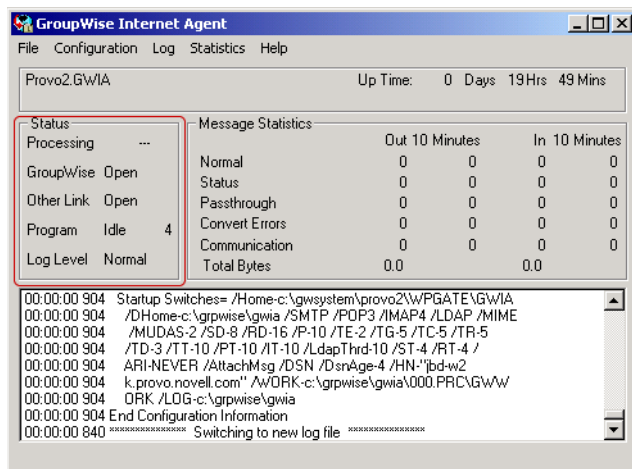 GroupWise Internet Agent
File Configuration Log Statistics Help
Provo2.GWIA Up Time: 0 Days 19 Hrs 49 Mins
Status
Processing ---
GroupWise Open
Other Link Open
Program Idle 4
Log Level Normal
Message Statistics
Out 10 Minutes In 10 Minutes
Normal 0 0 0 0
Status 0 0 0 0
Passthrough 0 0 0 0
Convert Errors 0 0 0 0
Communication 0 0 0 0
Total Bytes 0.0 0.0
00:00:00 904 Startup Switches= /Home-c:\gwsystem\provo2\WPGATE\GWIA
00:00:00 904 /DHome-c:\grpwise\gwia /SMTP /POP3 /IMAP4 /LDAP /MIME
00:00:00 904 /MUDAS-2 /SD-8 /RD-16 /P-10 /TE-2 /TG-5 /TC-5 /TR-5
00:00:00 904 /TD-3 /TT-10 /PT-10 /IT-10 /LdapThrd-10 /ST-4 /RT-4 /
00:00:00 904 ARI-NEVER /AttachMsg /DSN /DsnAge-4 /HN-"jbd-w2
00:00:00 904 k.provo.novell.com" /WORK-c:\grpwise\gwia\000.PRC\GWW
00:00:00 904 ORK /LOG-c:\grpwise\gwia
00:00:00 904 End Configuration Information
00:00:00 840 *************** Switching to new log file ***************